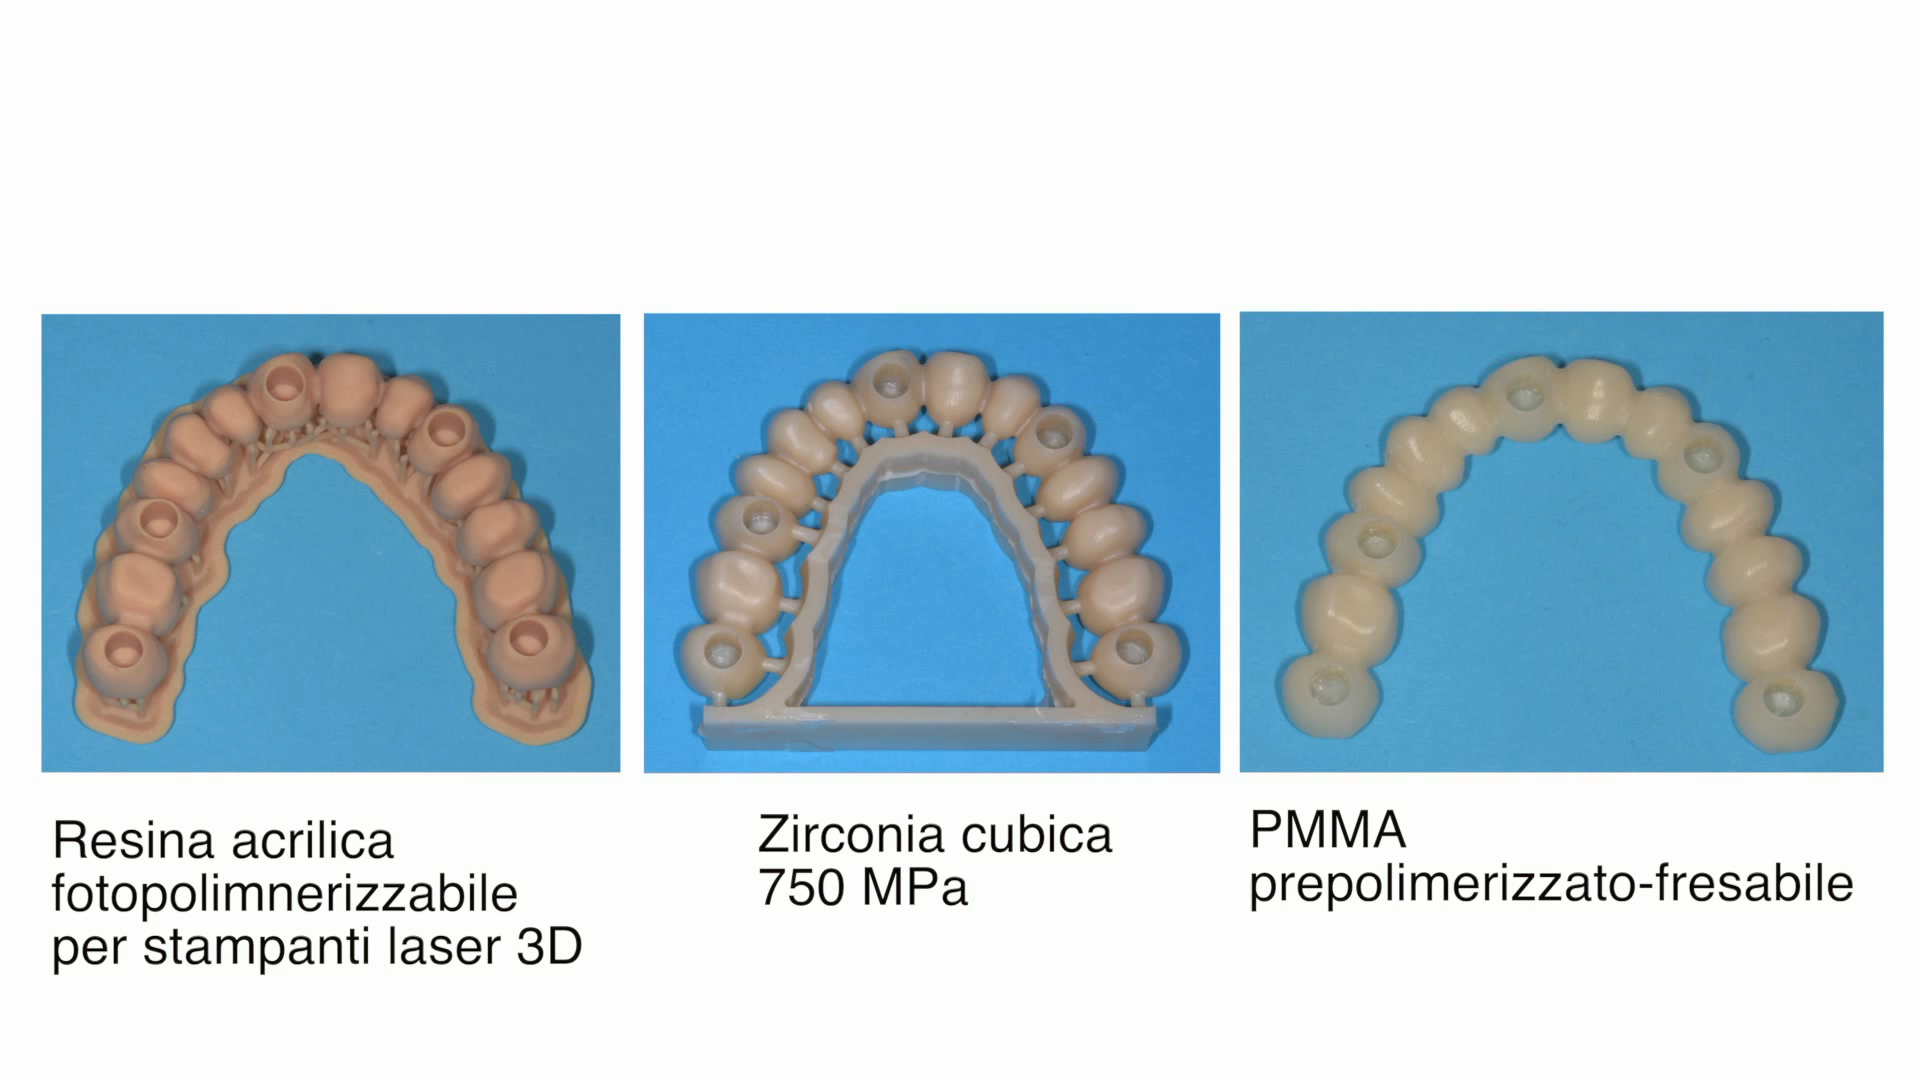 Resina acrilica
fotopolimnerizzabile
per stampanti laser 3D
Zirconia cubica
750 MPa
PMMA
prepolimerizzato-fresabile